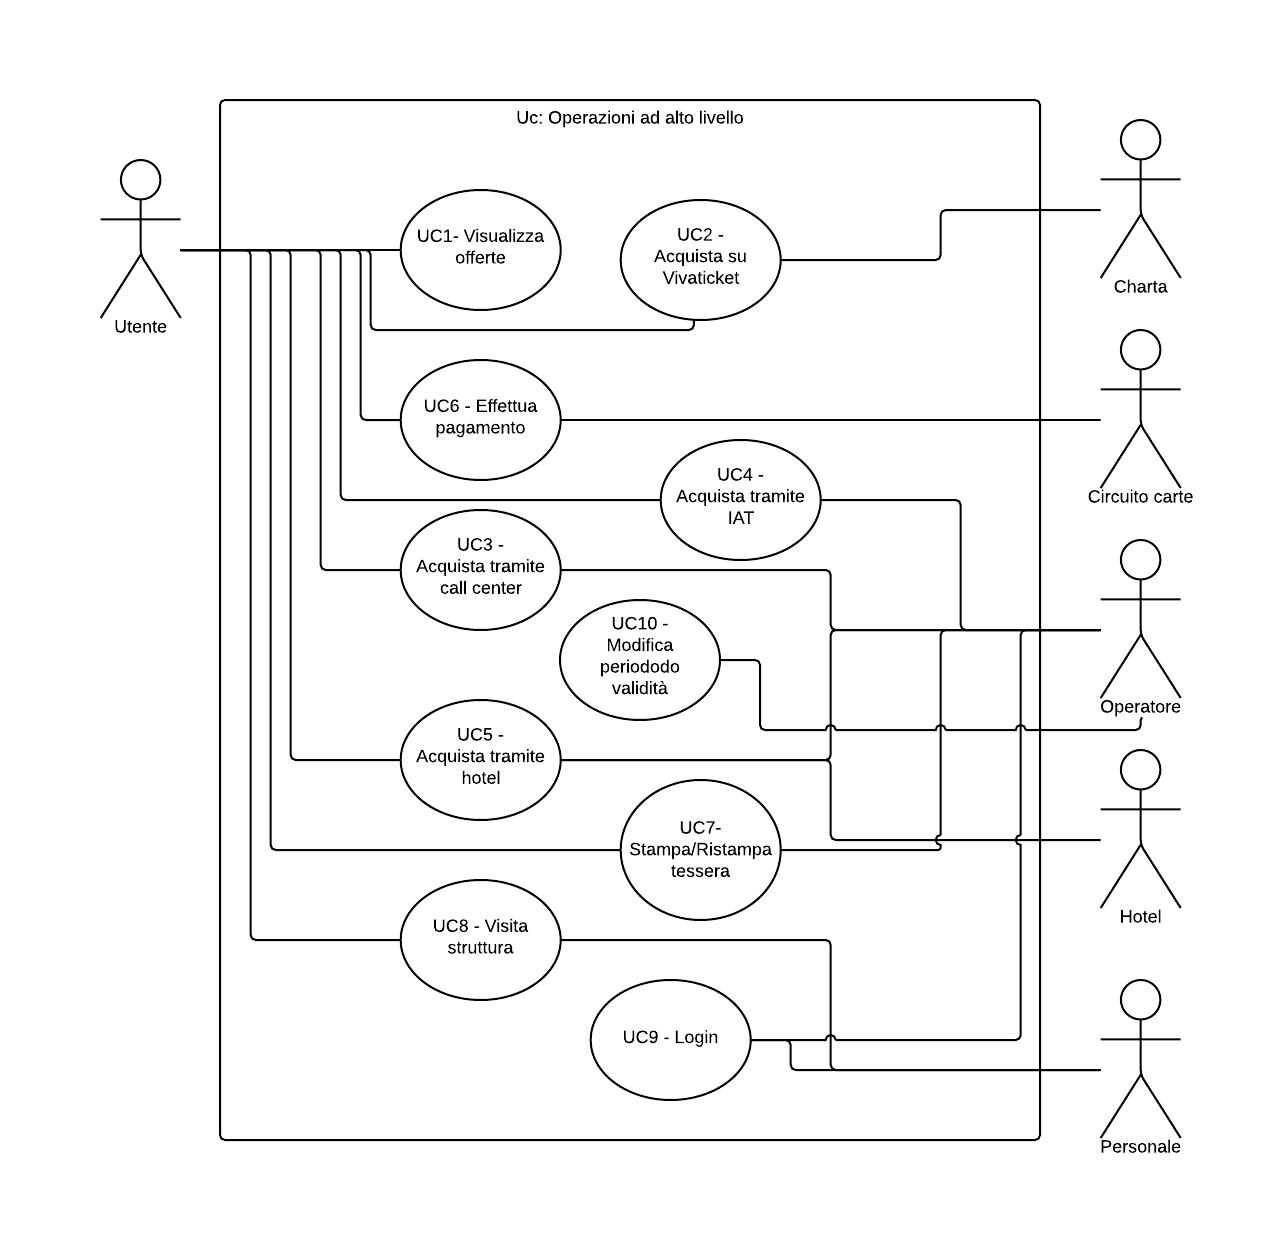 Uc: Operazioni ad alto livello
Utente
UC1- Visualizza
offerte
UC2 -
Acquista su
Vivaticket
Charta
UC6 - Effettua
pagamento
Circuito carte
UC4 -
Acquista tramite
IAT
UC3 -
Acquista tramite
call center
UC10 -
Modifica
periododo
validità
Operatore
UC5 -
Acquista tramite
hotel
UC7-
Stampa/Ristampa
tessera
Hotel
UC8 - Visita
struttura
UC9 - Login
Personale